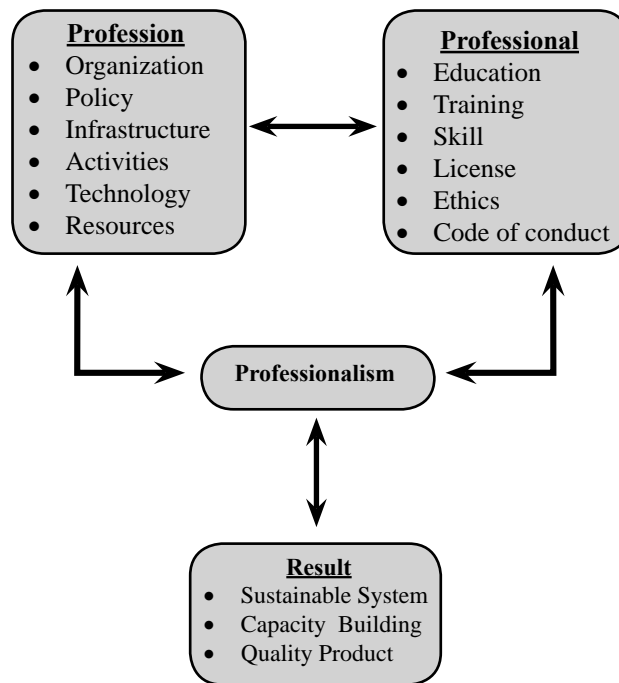 Profession
• Organization
• Policy
• Infrastructure
• Activities
• Technology
• Resources
Professional
• Education
• Training
• Skill
• License
• Ethics
• Code of conduct
Professionalism
Result
• Sustainable System
• Capacity Building
• Quality Product